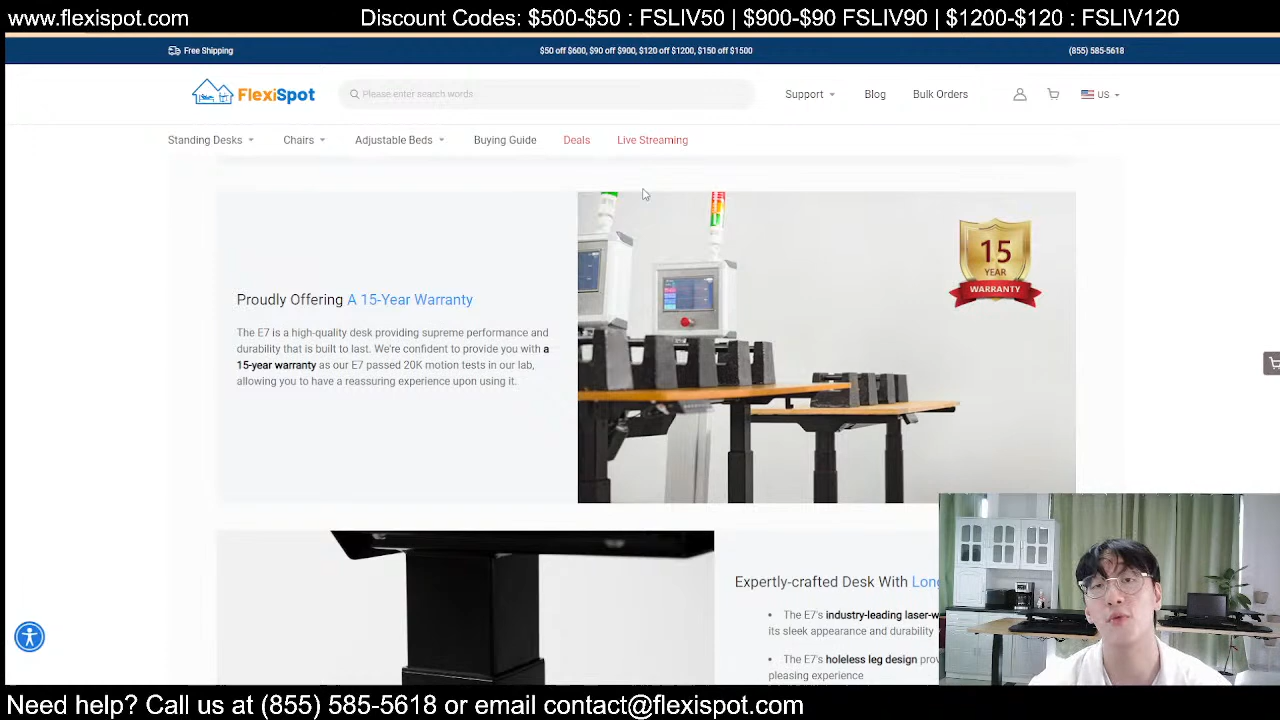 www.flexispot.com
Discount Codes: $500-$50 : FSLIV50 | $900-$90 FSLIV90 | $1200-$120 : FSLIV120
Free Shipping
$50 off $600, $90 off $900, $120 off $1200, $150 off $1500
(855) 585-5618
FlexiSpot
Please enter search words
Support
Blog
Bulk Orders
US
Standing Desks
Chairs
Adjustable Beds
Buying Guide
Deals
Live Streaming
15
YEAR
WARRANTY
Proudly Offering A 15-Year Warranty
The E7 is a high-quality desk providing supreme performance and
durability that is built to last. We're confident to provide you with a
15-year warranty as our E7 passed 20K motion tests in our lab,
allowing you to have a reassuring experience upon using it.
Expertly-crafted Desk With
The E7's industry-leading
its sleek appearance and durability
The E7's holeless leg design
pleasing experience
Need help? Call us at (855) 585-5618 or email contact@flexispot.com